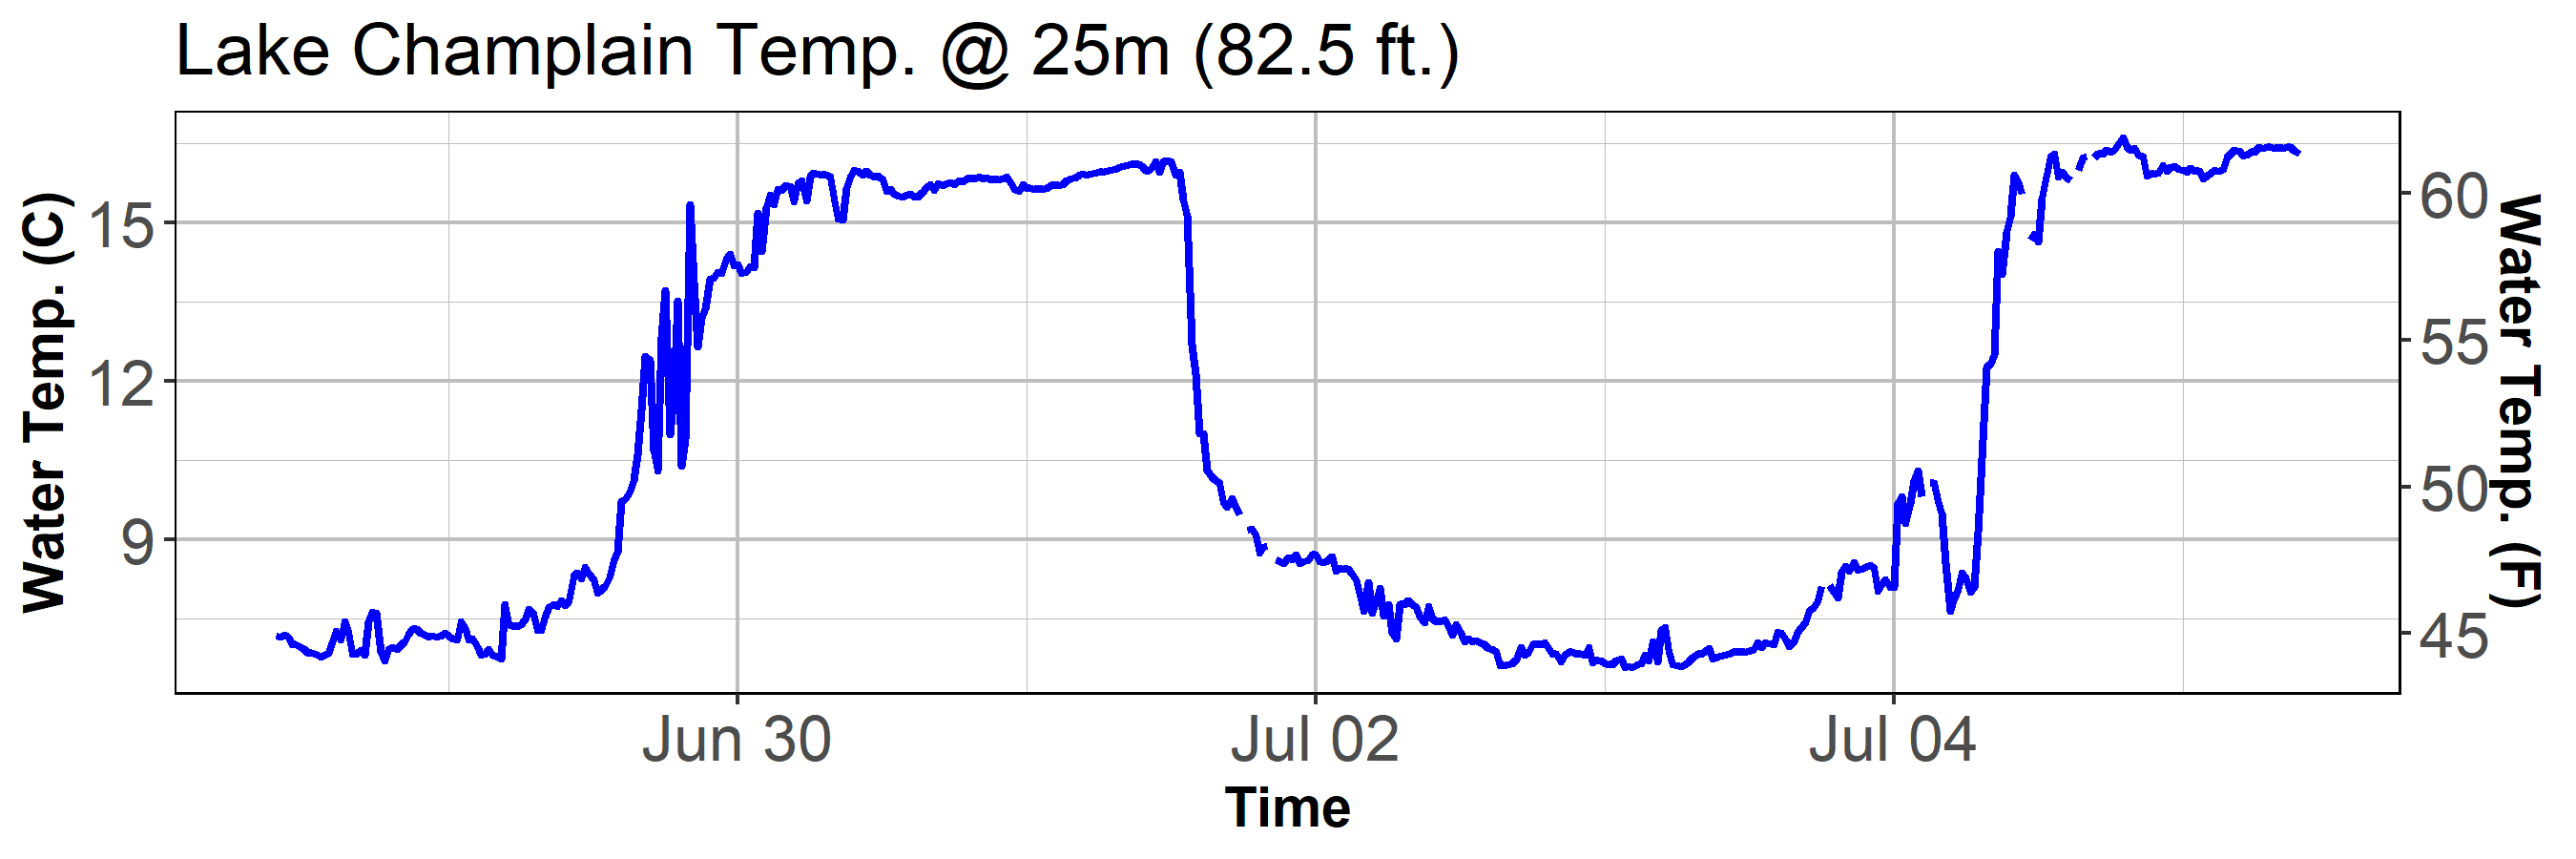 Lake Champlain Temp. @ 25m (82.5 ft.)
Water Temp. (C)
15
12
9
60
55
50
45
Water Temp. (F)
Jun 30
Jul 02
Jul 04
Time